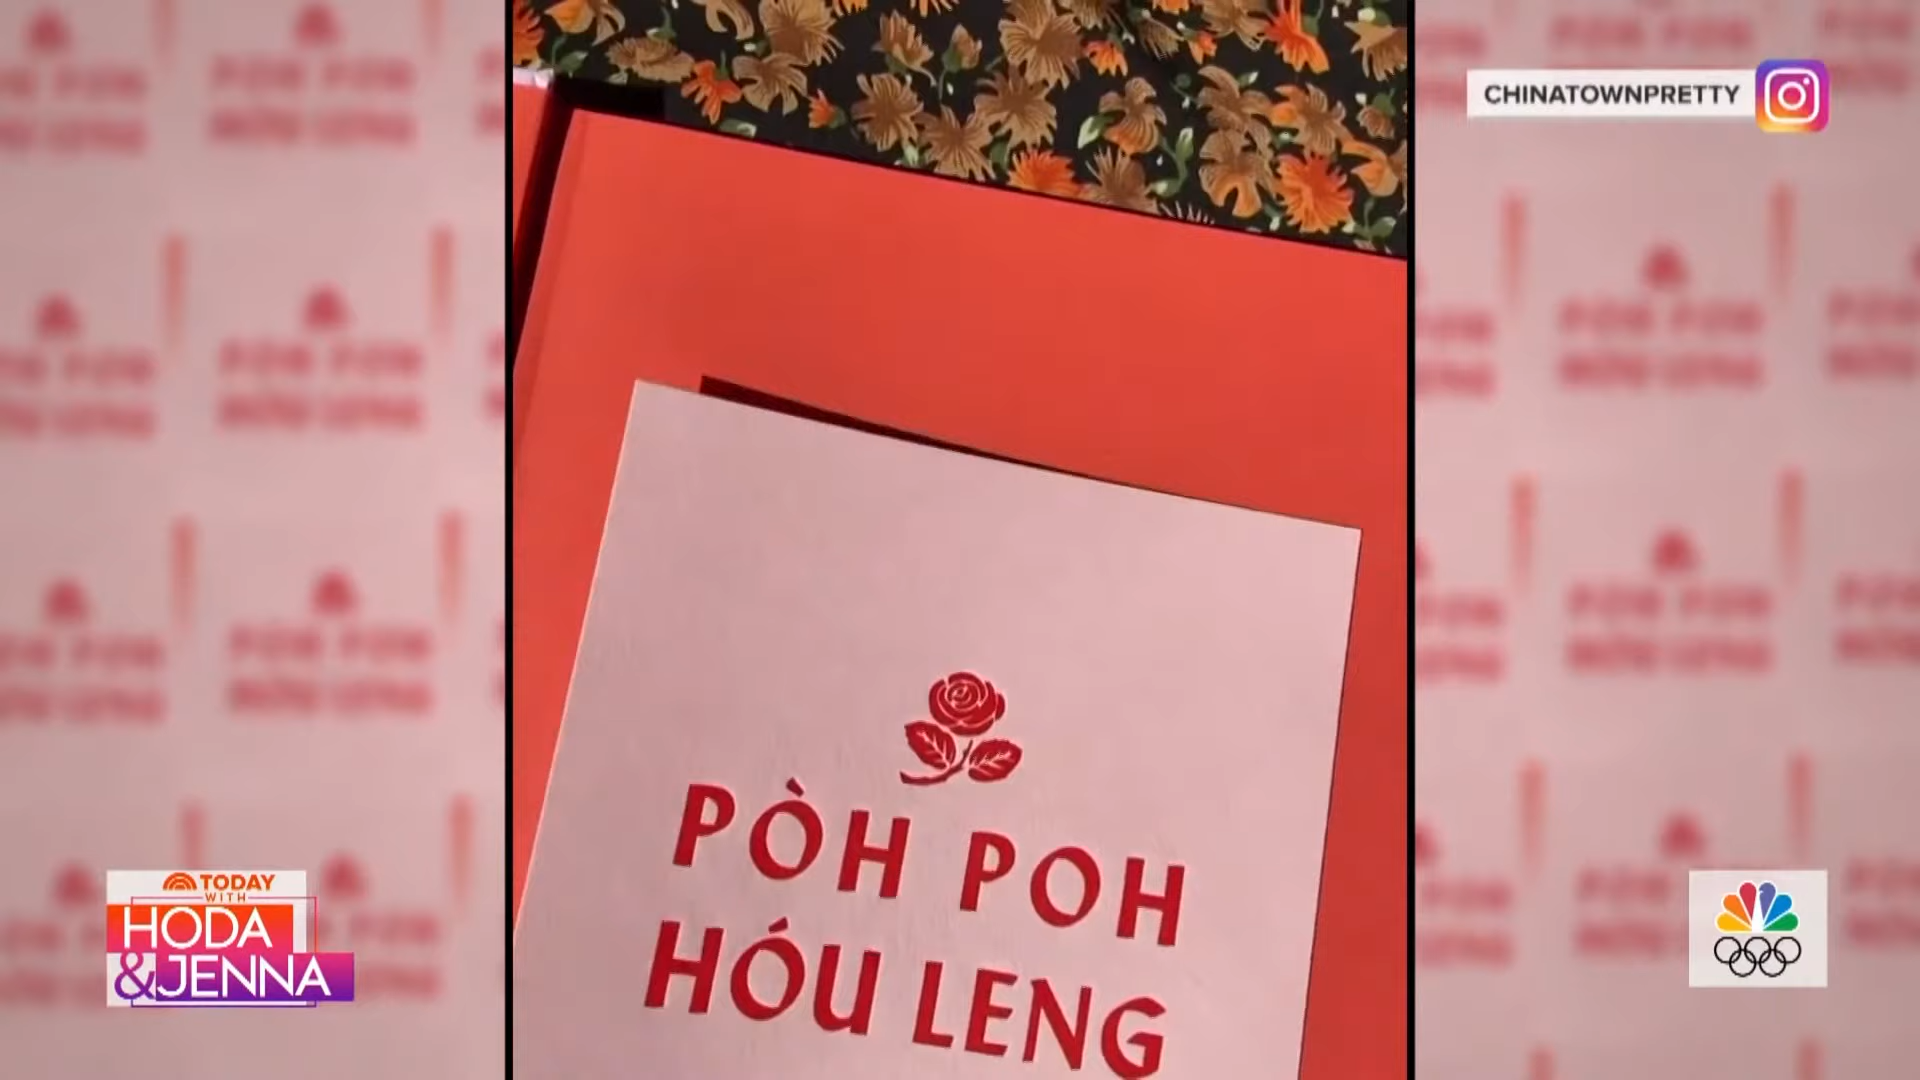 CHINATOWNPRETTY
PÒH POH
HÓU LENG
TODAY
WITH
HODA
&JENNA